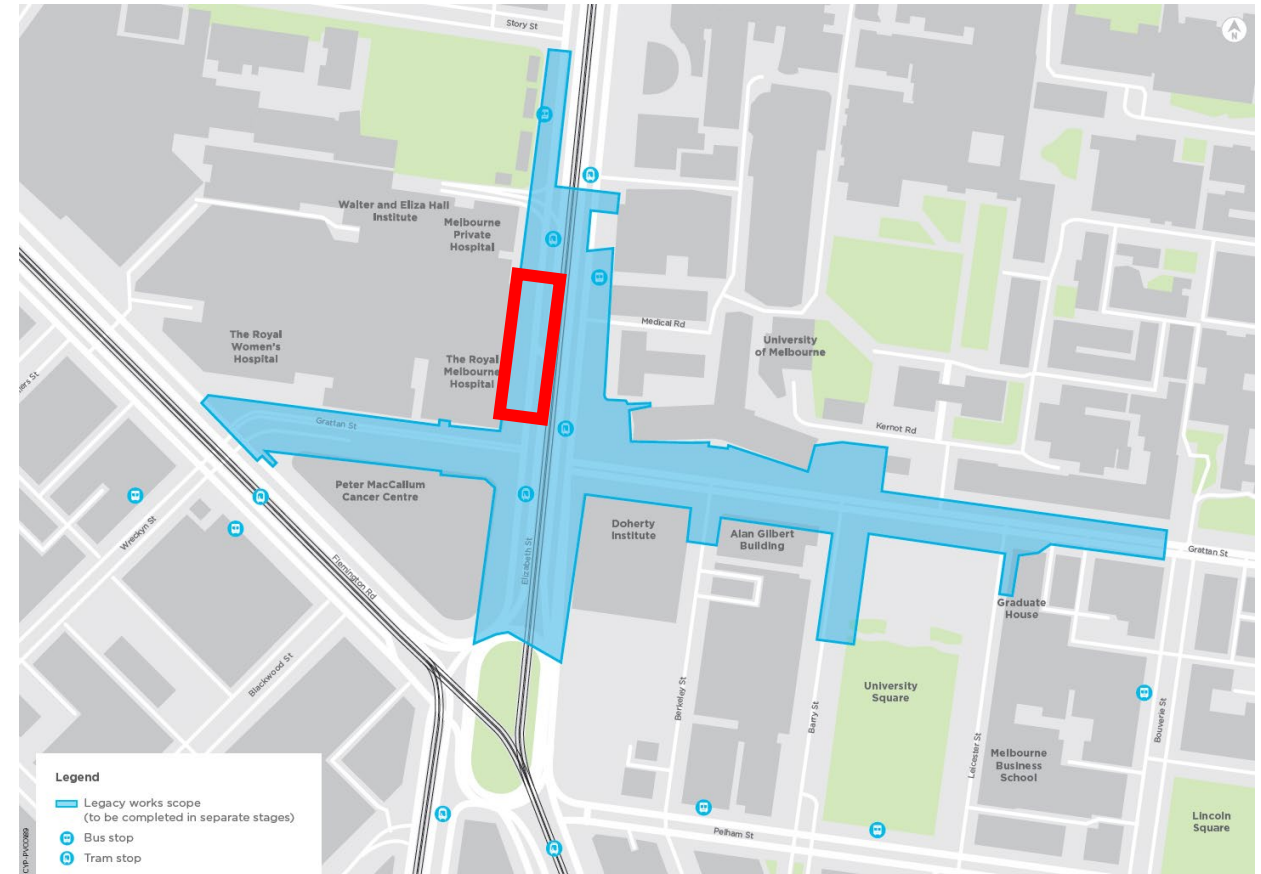 Story St
N
Walter and Eliza Hall
Institute
Melbourne
Private
Hospital
Medical Rd
University
of Melbourne
The Royal
Women's
Hospital
The Royal
Melbourne
Hospital
Grattan St
Kernot Rd
Peter MacCallum
Cancer Centre
Doherty
Institute
Alan Gilbert
Building
Grattan St
Wreckyn St
Flemington Rd
Elizabeth St
Graduate
House
Blackwood St
Berkeley St
Barry St
University
Square
Leicester St
Bouverie St
Melbourne
Business
School
Lincoln
Square
Pelham St
Legend
Legacy works scope
(to be completed in separate stages)
Bus stop
Tram stop